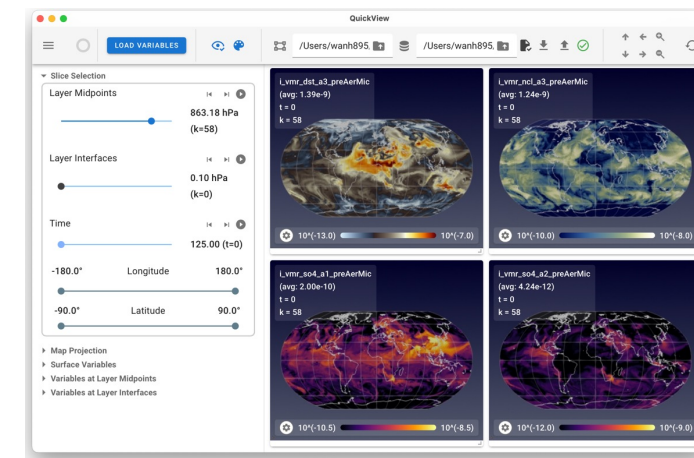 QuickView
LOAD VARIABLES
/Users/wanh895.
/Users/wanh895.
Slice Selection
Layer Midpoints
863.18 hPa
(k=58)
Layer Interfaces
0.10 hPa
(k=0)
Time
125.00 (t=0)
-180.0° Longitude 180.0°
-90.0° Latitude 90.0°
Map Projection
Surface Variables
Variables at Layer Midpoints
Variables at Layer Interfaces
i_vmr_dst_a3_preAerMic
(avg: 1.39e-9)
t = 0
k = 58
10^(-13.0) 10^(-7.0)
i_vmr_ncl_a3_preAerMic
(avg: 1.24e-9)
t = 0
k = 58
10^(-10.0) 10^(-8.0)
i_vmr_so4_a1_preAerMic
(avg: 2.00e-10)
t = 0
k = 58
10^(-10.5) 10^(-8.5)
i_vmr_so4_a2_preAerMic
(avg: 4.24e-12)
t = 0
k = 58
10^(-12.0) 10^(-9.0)